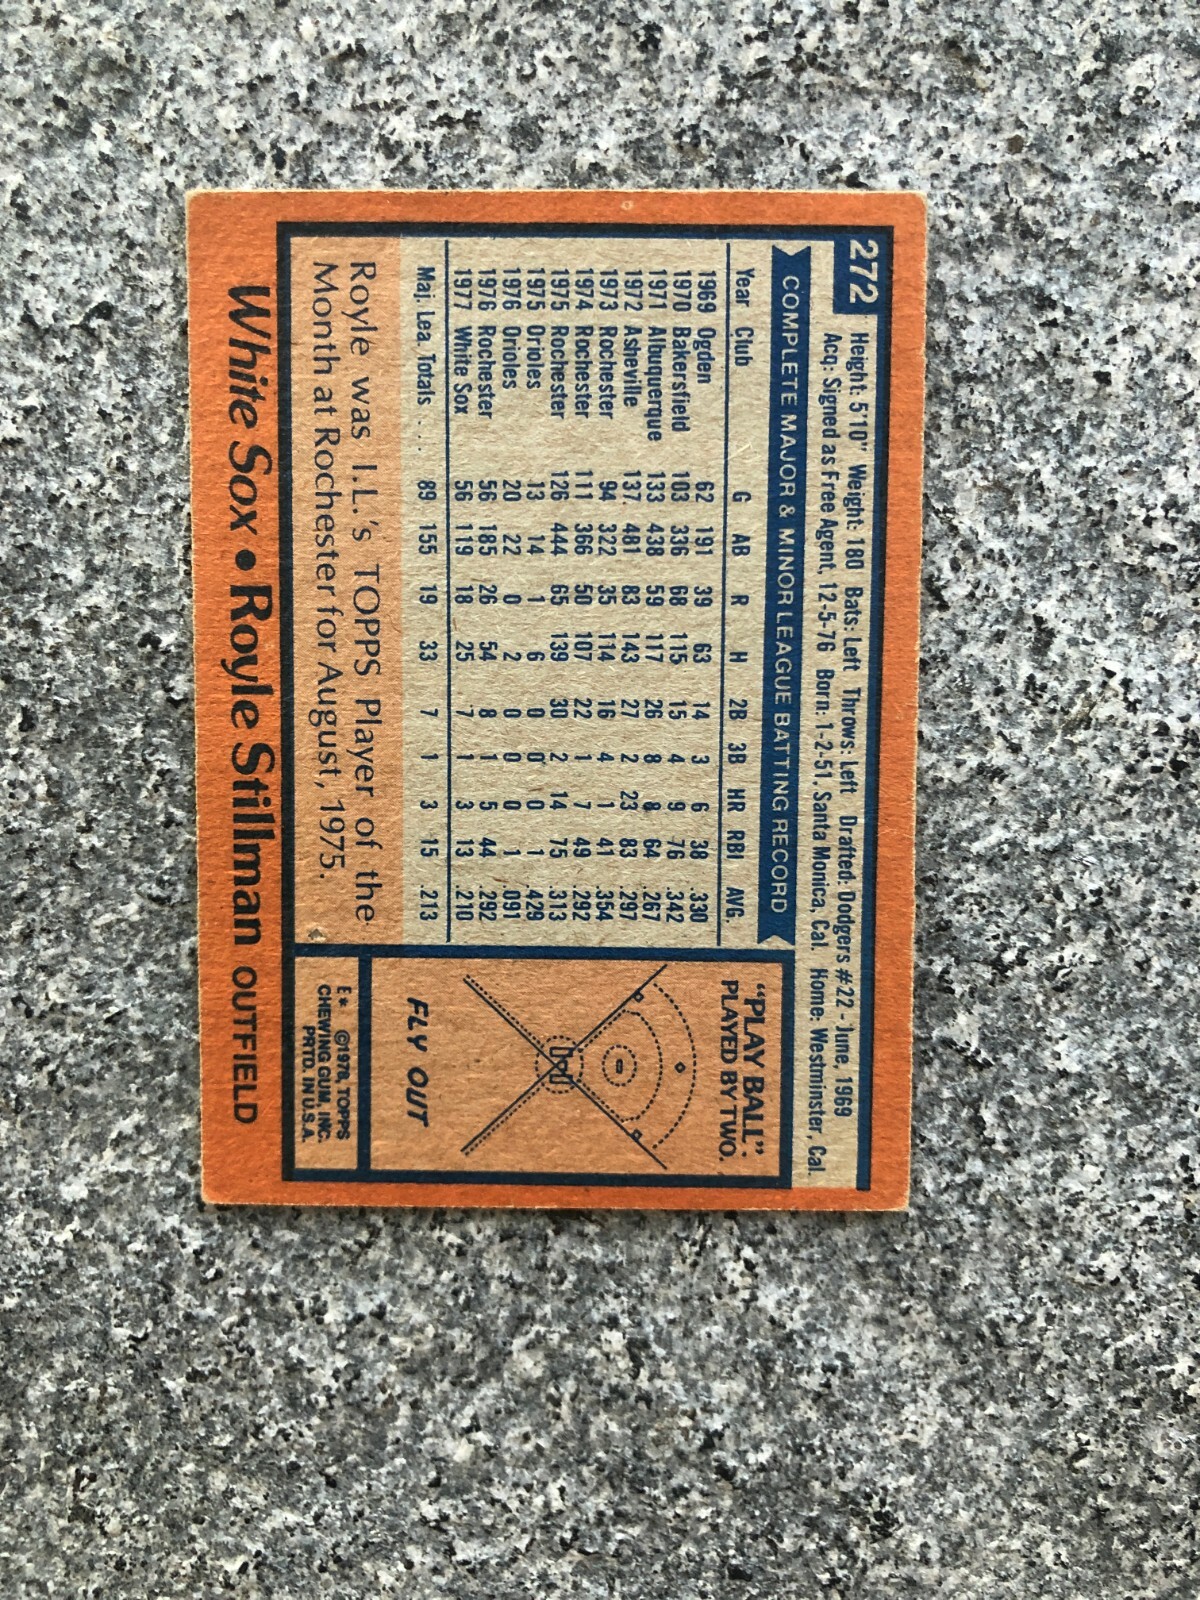 272
Height: 5'10" Weight: 180 Bats: Left Throws: Left Drafted: Dodgers #22 - June, 1969
Acq: Signed as Free Agent, 12-5-76 Born: 1-2-51, Santa Monica, Cal. Home: Westminster, Cal.
COMPLETE MAJOR & MINOR LEAGUE BATTING RECORD
Year Club G AB R H 2B 3B HR RBI AVG.
1969 Ogden 62 191 39 63 14 3 6 38 .330
1970 Bakersfield 103 336 68 115 15 4 9 76 .342
1971 Albuquerque 133 438 59 117 26 8 8 64 .267
1972 Asheville 137 481 83 143 27 2 23 83 .297
1973 Rochester 94 322 35 114 16 4 1 41 .354
1974 Rochester 111 366 50 107 22 1 7 49 .292
1975 Rochester 126 444 65 139 30 2 14 75 .313
1975 Orioles 13 14 1 6 0 0 0 1 .429
1976 Orioles 20 22 0 2 0 0 0 1 .091
1976 Rochester 56 185 26 54 8 1 5 44 .292
1977 White Sox 56 119 18 25 7 1 3 13 .210
Maj. Lea. Totals . . . 89 155 19 33 7 1 3 15 .213
Royle was I.L.'s TOPPS Player of the
Month at Rochester for August, 1975.
"PLAY BALL":
PLAYED BY TWO.
FLY OUT
E* ©1978, TOPPS
CHEWING GUM, INC.
PRTD. IN U.S.A.
White Sox • Royle Stillman OUTFIELD